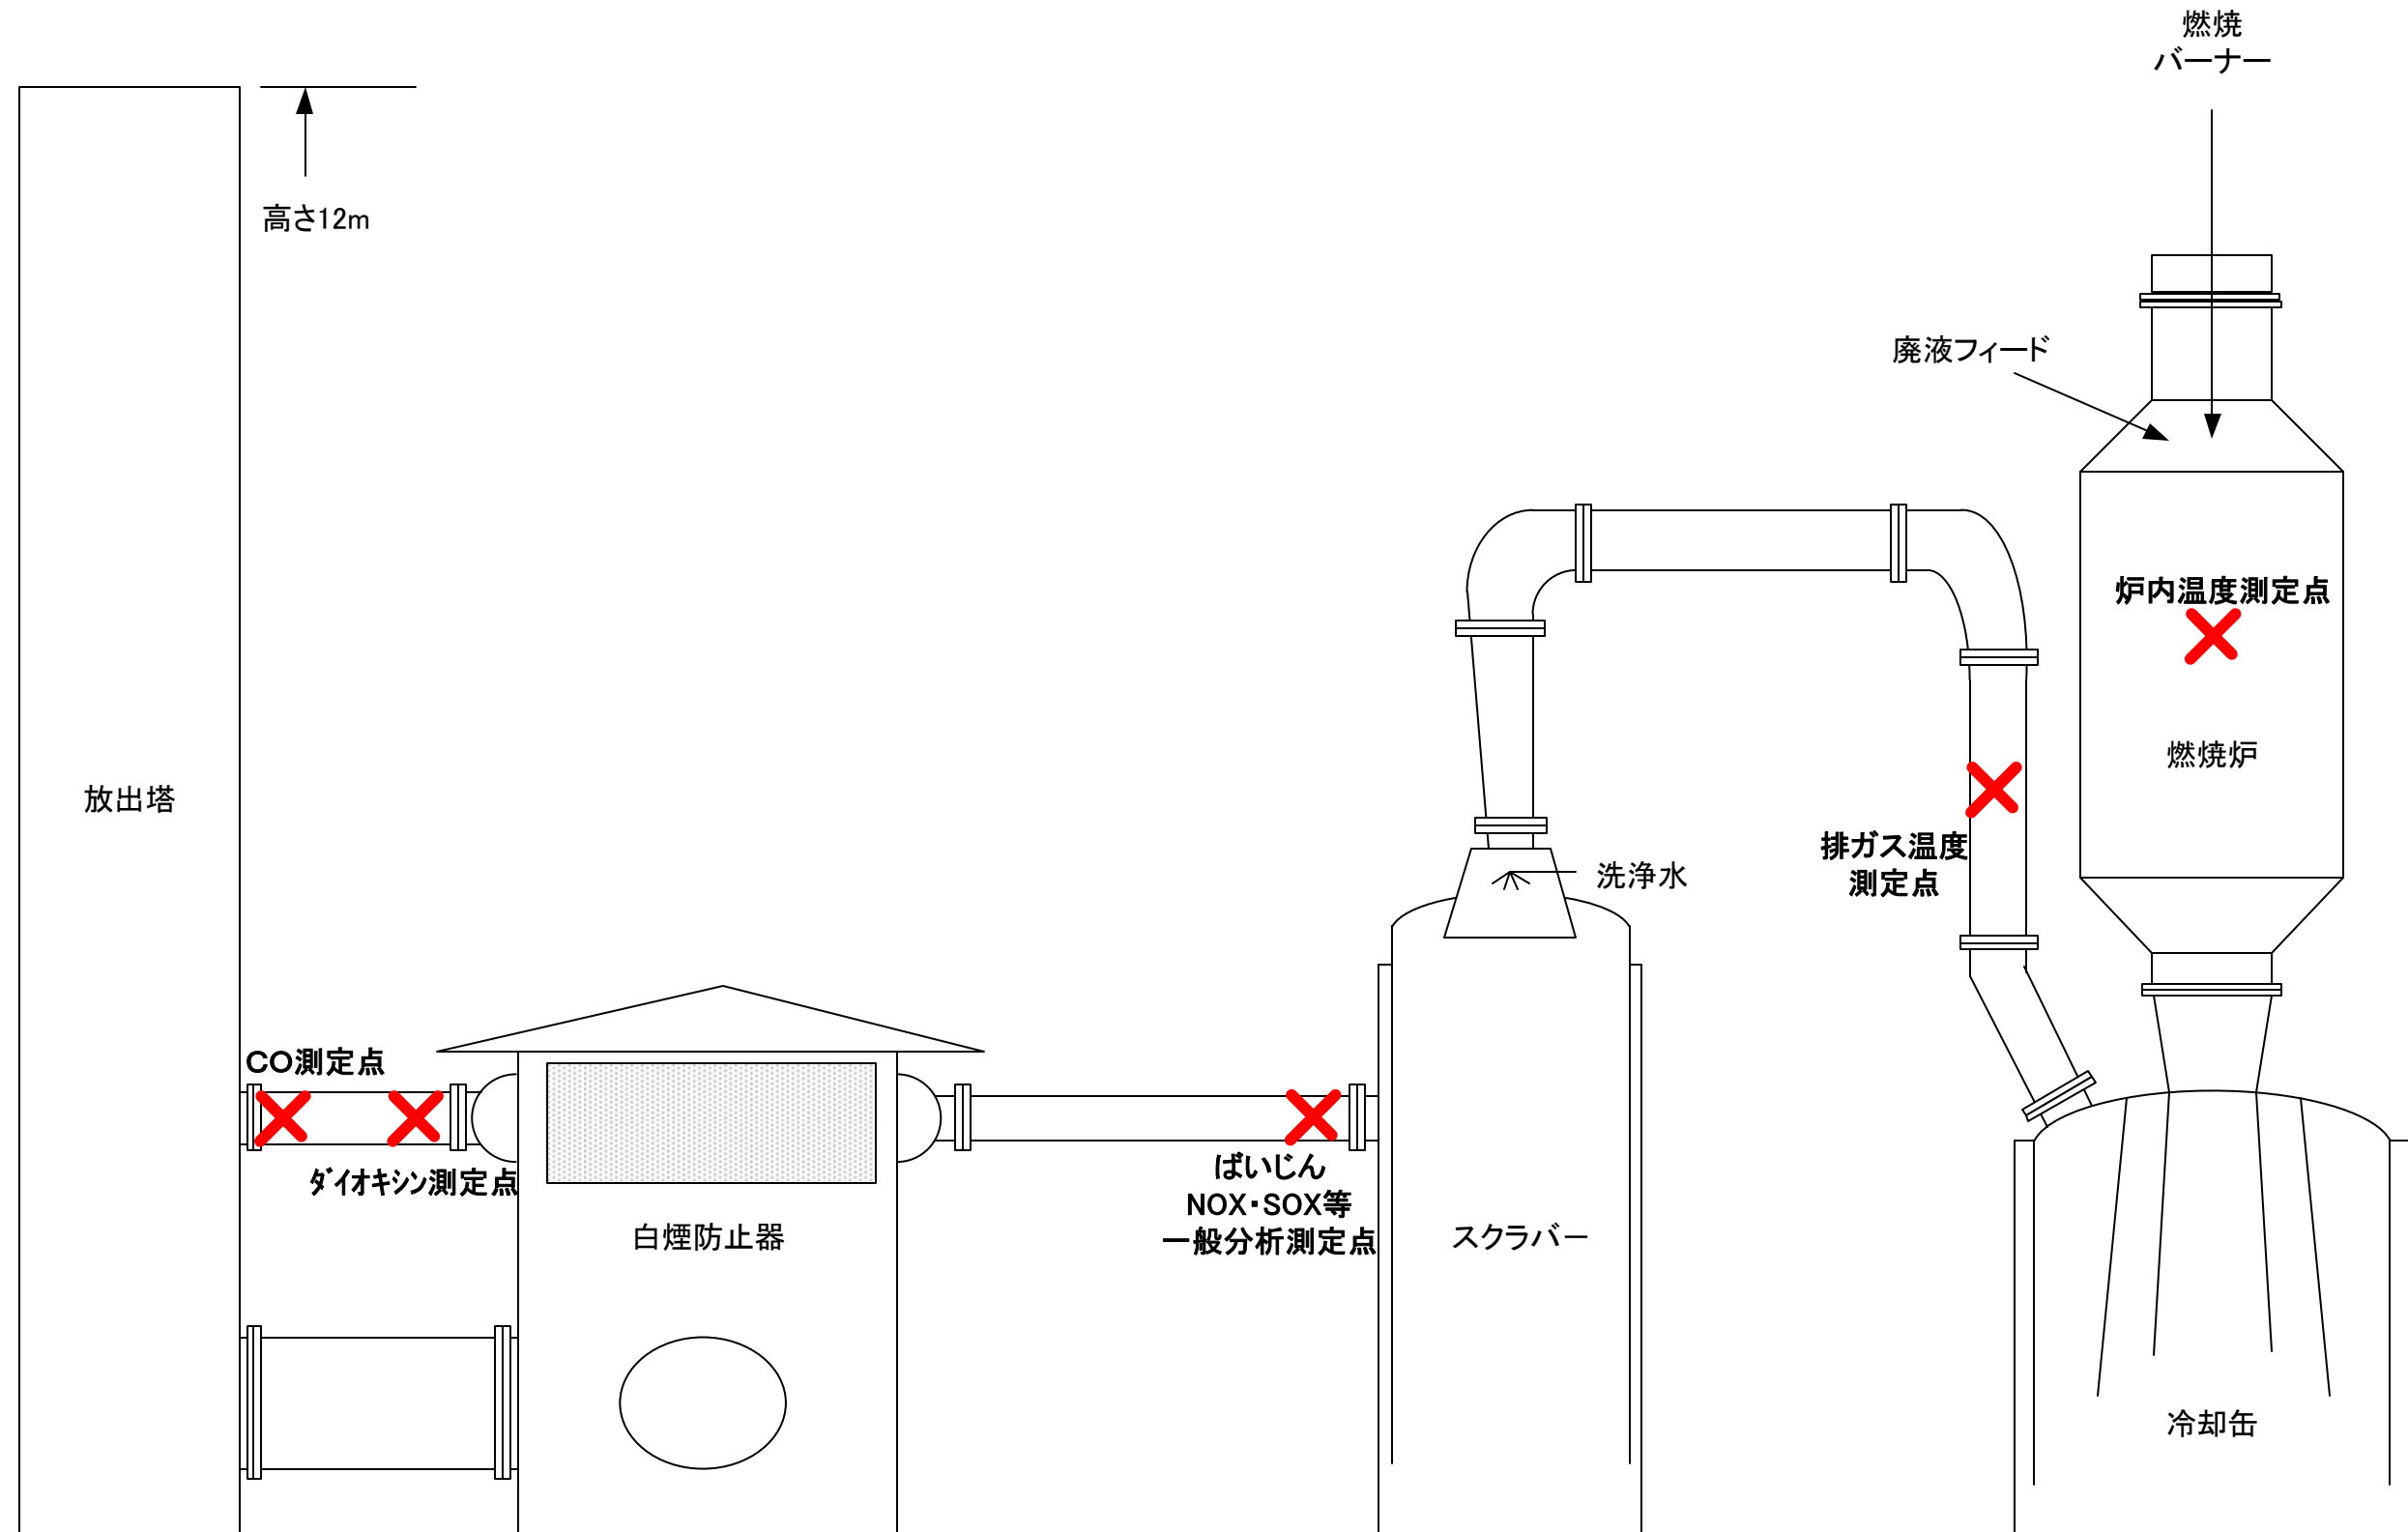 燃焼
バーナー
高さ12m
廃液フィード
炉内温度測定点
燃焼炉
放出塔
排ガス温度
測定点
洗浄水
CO測定点
ダイオキシン測定点
ばいじん
NOX・SOX等
一般分析測定点
白煙防止器
スクラバー
冷却缶